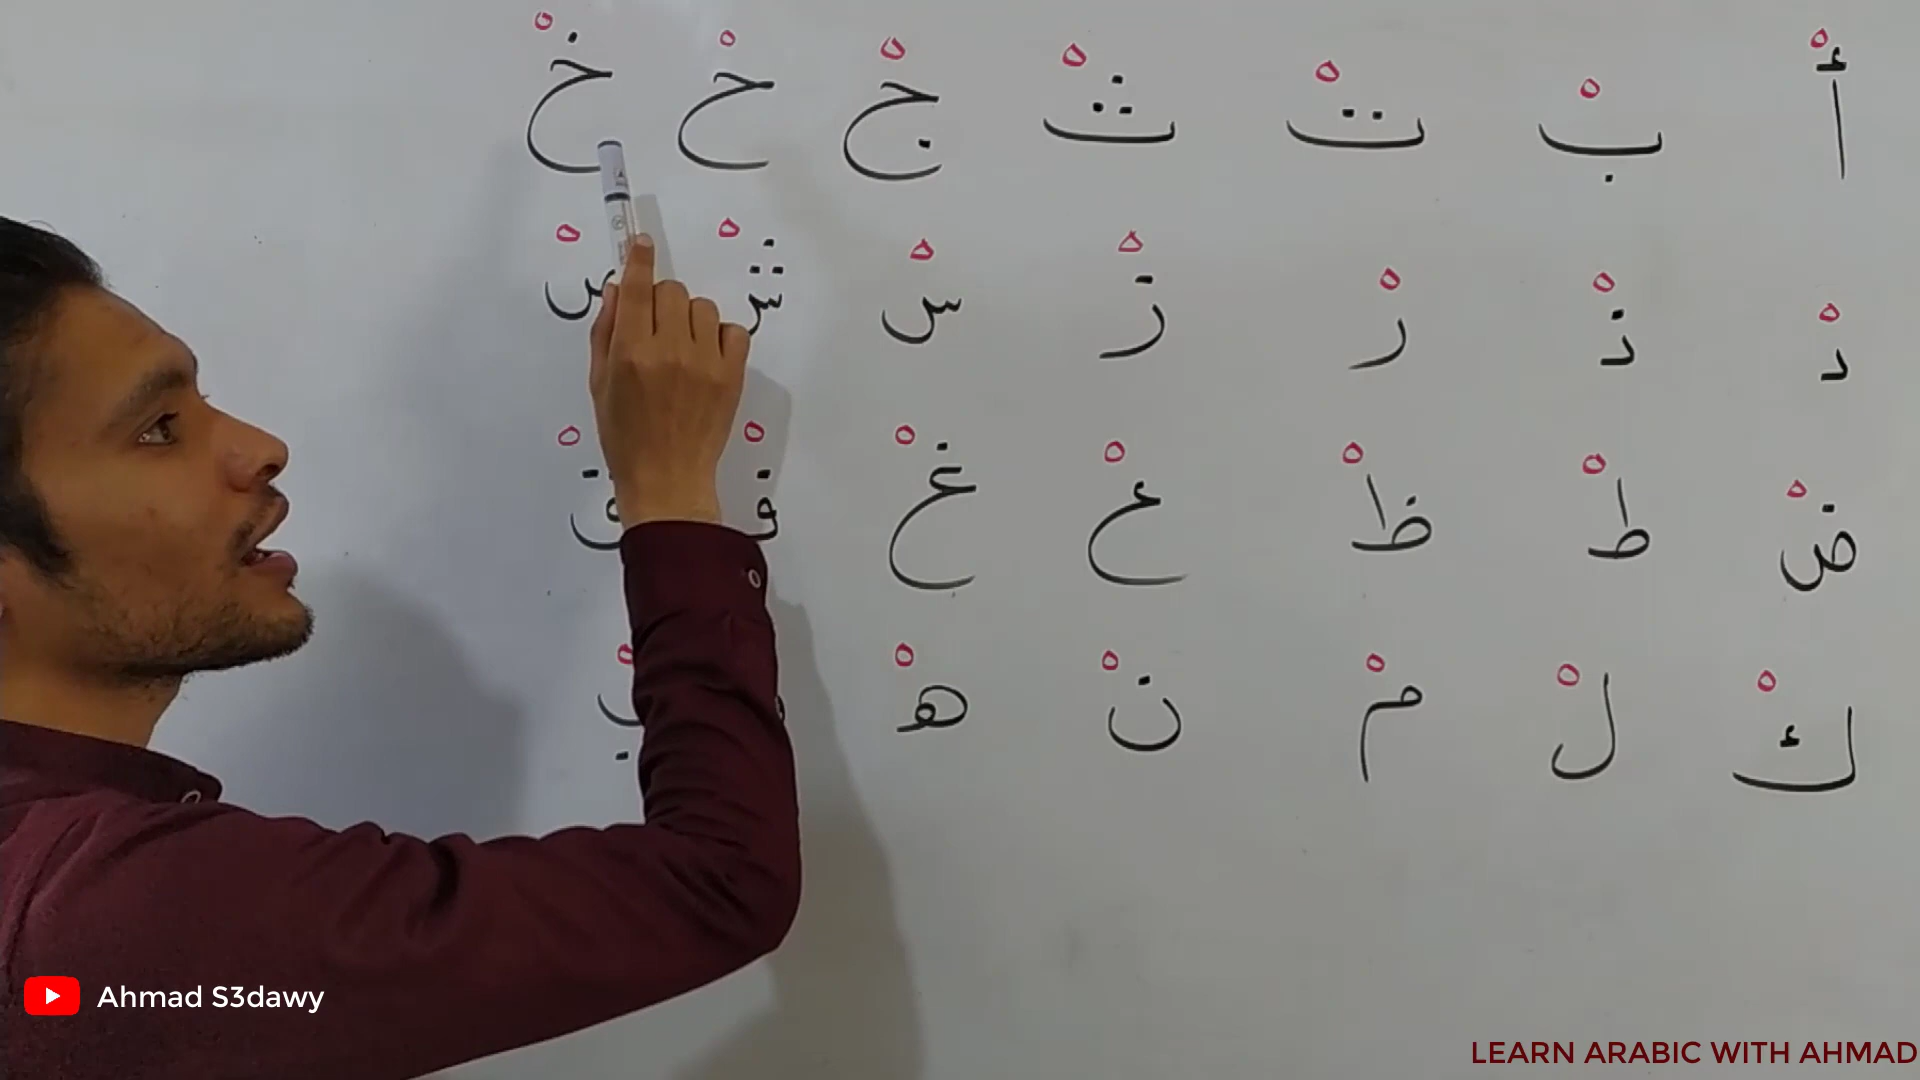 أْ بْ تْ ثْ جْ حْ خْ
دْ ذْ رْ زْ سْ شْ
ضْ طْ ظْ عْ غْ فْ قْ
كْ لْ مْ نْ هْ
Ahmad S3dawy
LEARN ARABIC WITH AHMAD